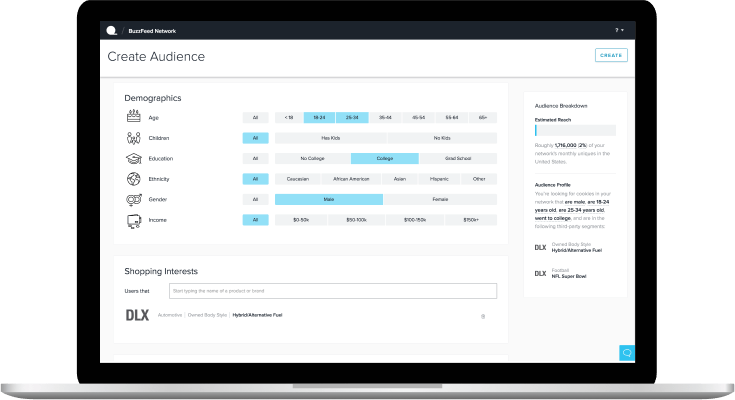 / BuzzFeed Network
?
Create Audience
CREATE
Demographics
Age All < 18 18-24 25-34 35-44 45-54 55-64 65+
Children All Has Kids No Kids
Education All No College College Grad School
Ethnicity All Caucasian African American Asian Hispanic Other
Gender All Male Female
Income All $0-50k $50-100k $100-150k $150k+
Shopping Interests
Users that Start typing the name of a product or brand
DLX Automotive | Owned Body Style | Hybrid/Alternative Fuel
Audience Breakdown
Estimated Reach
Roughly 1,716,000 (2%) of your
network's monthly uniques in the
United States.
Audience Profile
You're looking for cookies in your
network that are male, are 18-24
years old, are 25-34 years old,
went to college, and are in the
following third-party segments:
DLX Owned Body Style
Hybrid/Alternative Fuel
DLX Football
NFL Super Bowl